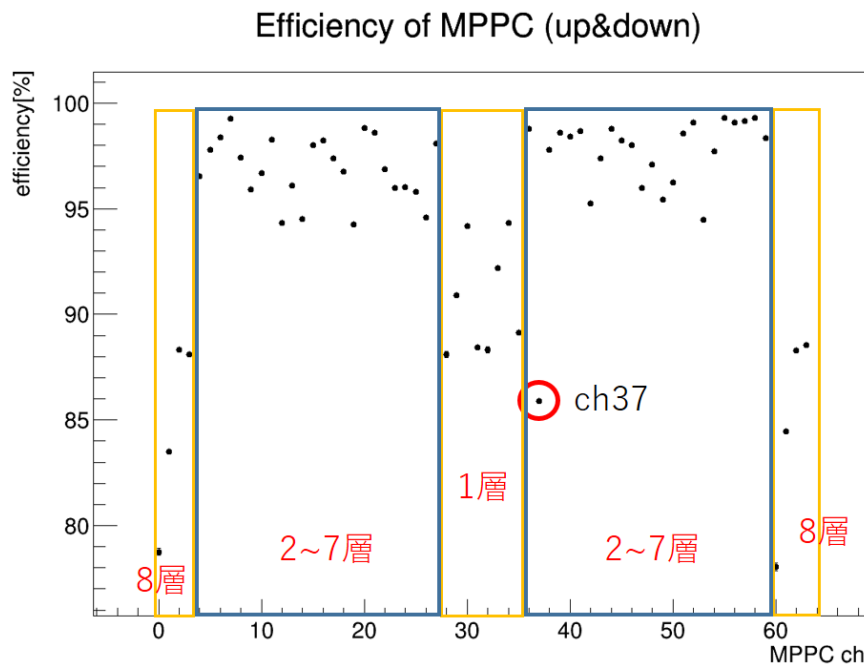 Efficiency of MPPC (up&down)
efficiency[%]
100
95
90
85
80
ch37
1層
2~7層
2~7層
8層
8層
0
10
20
30
40
50
60
MPPC ch